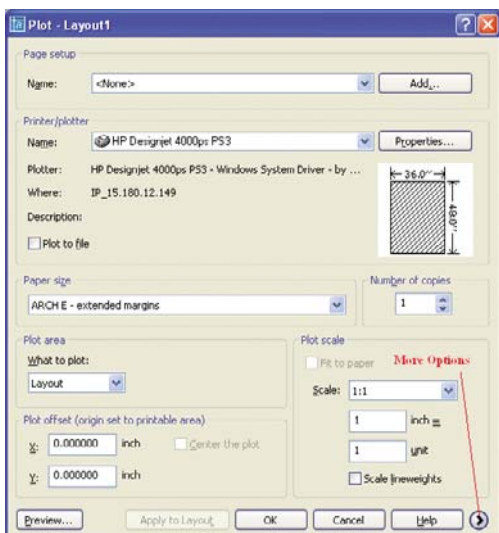 Plot - Layout1
Page setup
Name: <None> Add...
Printer/plotter
Name: HP Designjet 4000ps PS3 Properties...
Plotter: HP Designjet 4000ps PS3 - Windows System Driver - by ...
Where: IP_15.180.12.149
Description:
Plot to file
36.0''
48.0''
Paper size
ARCH E - extended margins
Number of copies
1
Plot area
What to plot:
Layout
Plot offset (origin set to printable area)
X: 0.000000 inch Center the plot
Y: 0.000000 inch
Plot scale
Fit to paper More Options
Scale: 1:1
1 inch =
1 unit
Scale lineweights
Preview... Apply to Layout OK Cancel Help